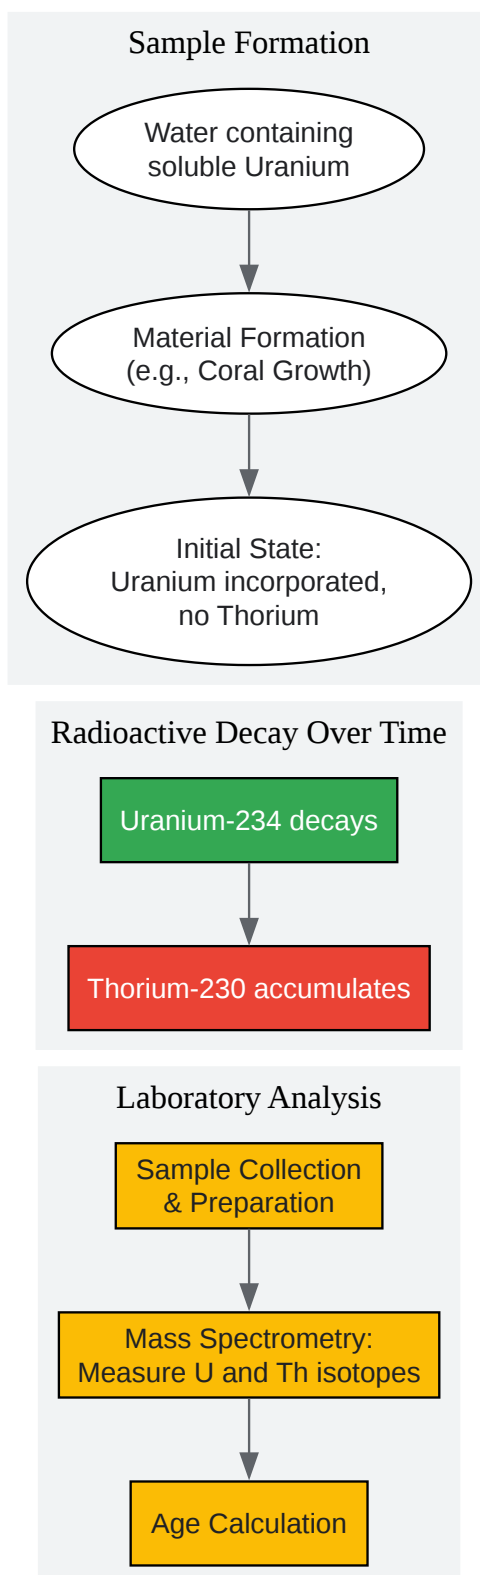 Sample Formation
Water containing
soluble Uranium
Material Formation
(e.g., Coral Growth)
Initial State:
Uranium incorporated,
no Thorium
Radioactive Decay Over Time
Uranium-234 decays
Thorium-230 accumulates
Laboratory Analysis
Sample Collection
& Preparation
Mass Spectrometry:
Measure U and Th isotopes
Age Calculation